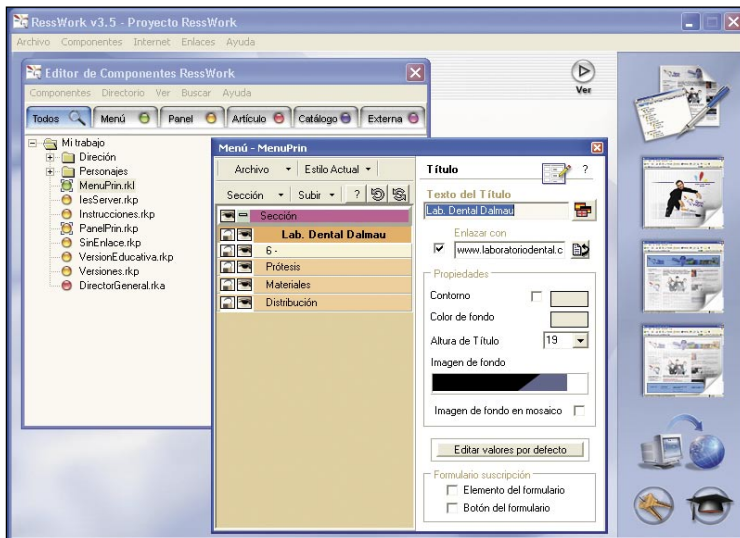 RessWork v3.5 - Proyecto RessWork
Archivo Componentes Internet Enlaces Ayuda
Ver
Editor de Componentes RessWork
Componentes Directorio Ver Buscar Ayuda
Todos Menú Panel Artículo Catálogo Externa
Mi trabajo
Direción
Personajes
MenuPrin.rkl
IesServer.rkp
Instrucciones.rkp
PanelPrin.rkp
SinEnlace.rkp
VersionEducativa.rkp
Versiones.rkp
DirectorGeneral.rka
Menú - MenuPrin
Archivo Estilo Actual
Sección Subir ?
Sección
Lab. Dental Dalmau
6 -
Prótesis
Materiales
Distribución
Título ?
Texto del Título
Lab. Dental Dalmau
Enlazar con
www.laboratoriodental.c
Propiedades
Contorno
Color de fondo
Altura de Título 19
Imagen de fondo
Imagen de fondo en mosaico
Editar valores por defecto
Formulario suscripción
Elemento del formulario
Botón del formulario